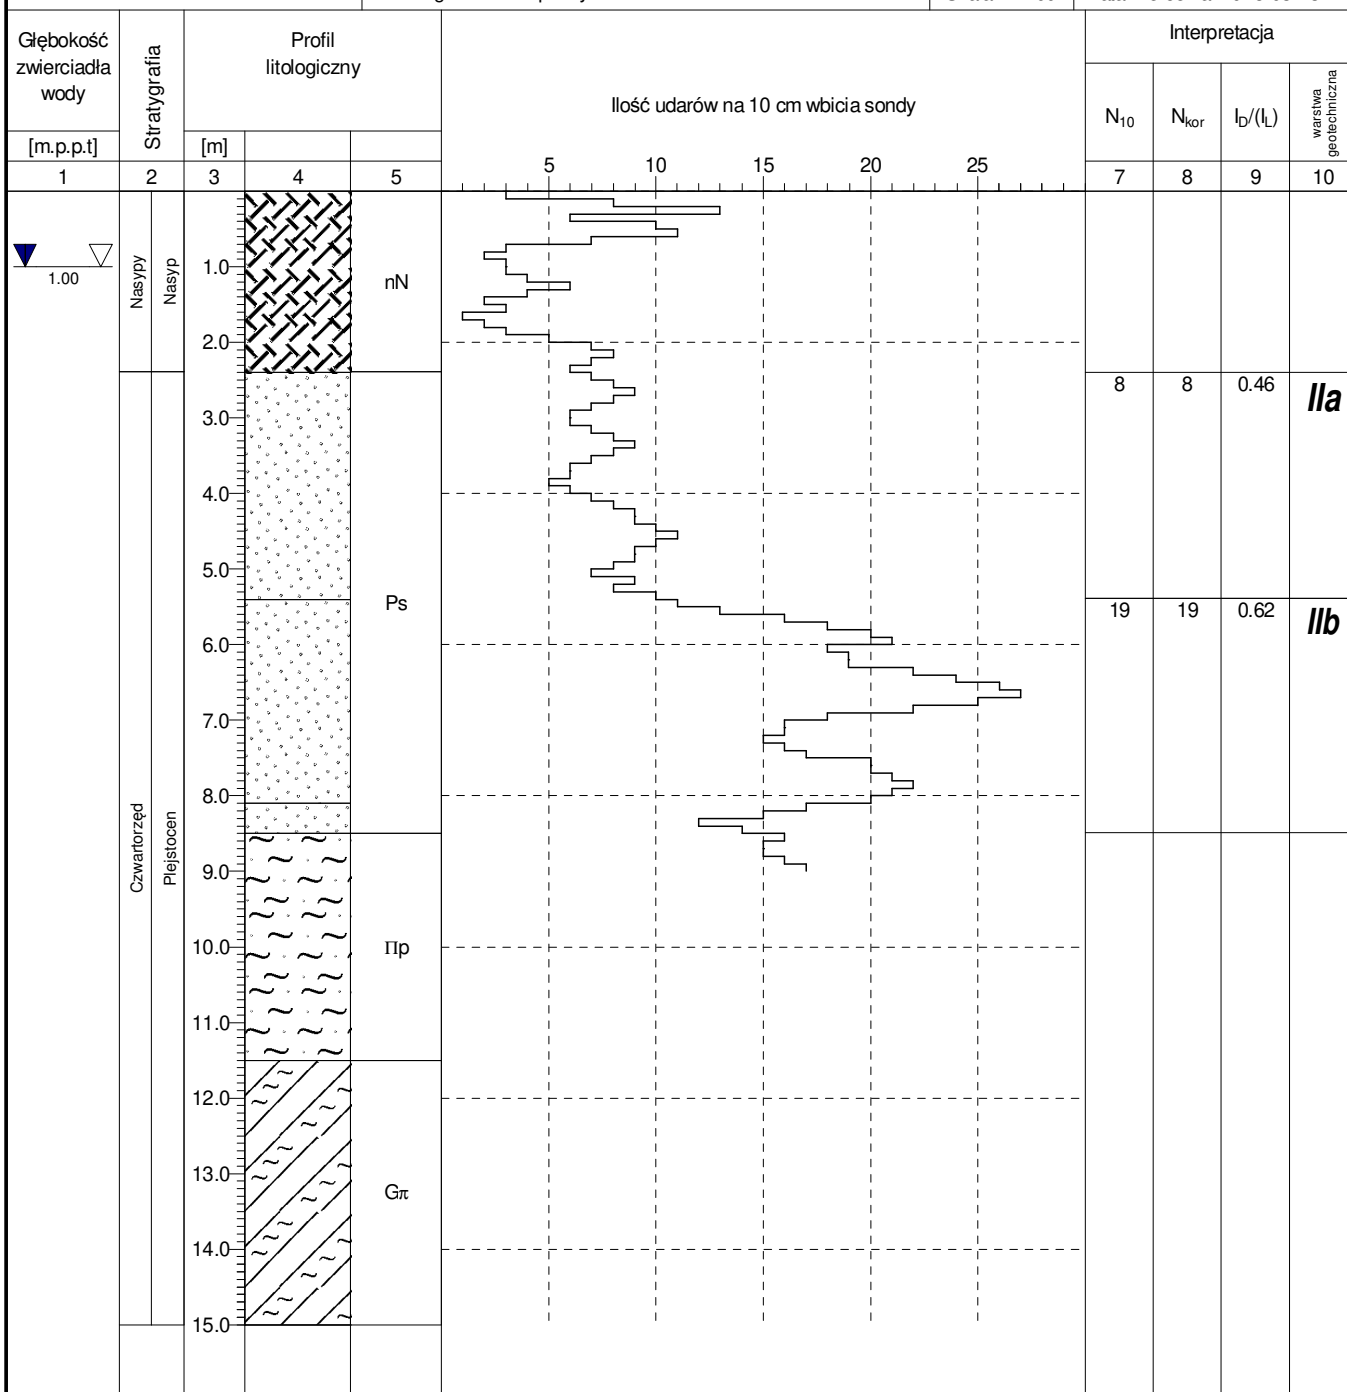 Głębokość
zwierciadła
wody
[m.p.p.t]
Stratygrafia
Profil
litologiczny
[m]
Ilość udarów na 10 cm wbicia sondy
Interpretacja
N10
Nkor
ID/(IL)
warstwa
geotechniczna
5 10 15 20 25
1 2 3 4 5 7 8 9 10
1.00
Nasypy
Nasyp
nN
1.0
2.0
8 8 0.46 IIa
3.0
4.0
5.0
Ps
19 19 0.62 IIb
6.0
7.0
8.0
Czwartorzęd
Plejstocen
9.0
10.0
Πp
11.0
12.0
13.0
Gπ
14.0
15.0